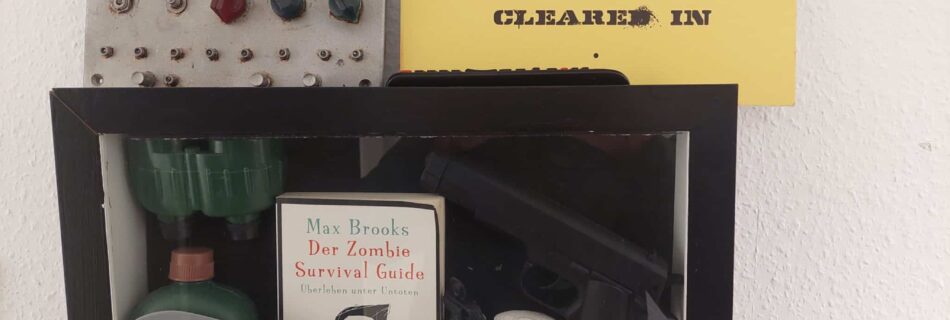 CLEARED IN
Max Brooks
Der Zombie
Survival Guide
Überleben unter Untoten